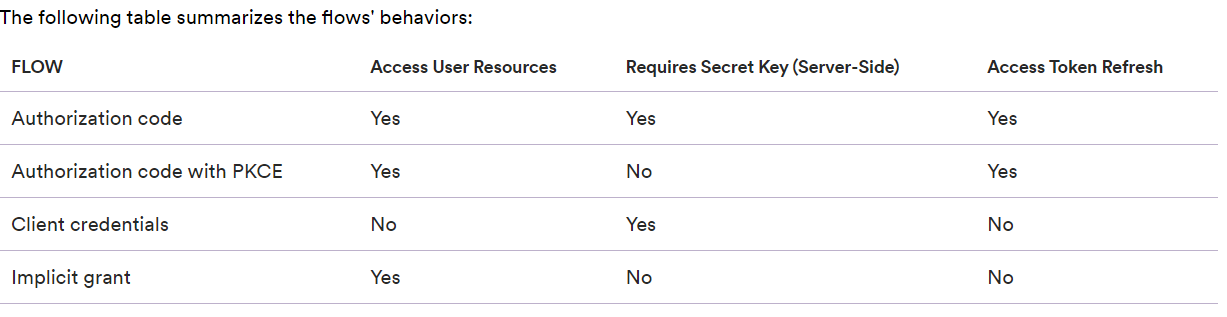 The following table summarizes the flows' behaviors:
FLOW Access User Resources Requires Secret Key (Server-Side) Access Token Refresh
Authorization code Yes Yes Yes
Authorization code with PKCE Yes No Yes
Client credentials No Yes No
Implicit grant Yes No No